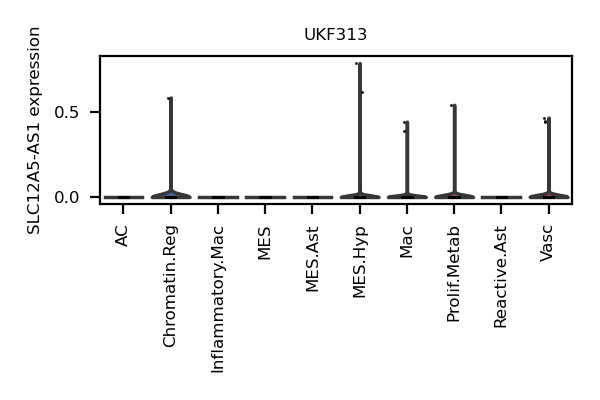 UKF313
SLC12A5-AS1 expression
0.5
0.0
AC
Chromatin.Reg
Inflammatory.Mac
MES
MES.Ast
MES.Hyp
Mac
Prolif.Metab
Reactive.Ast
Vasc